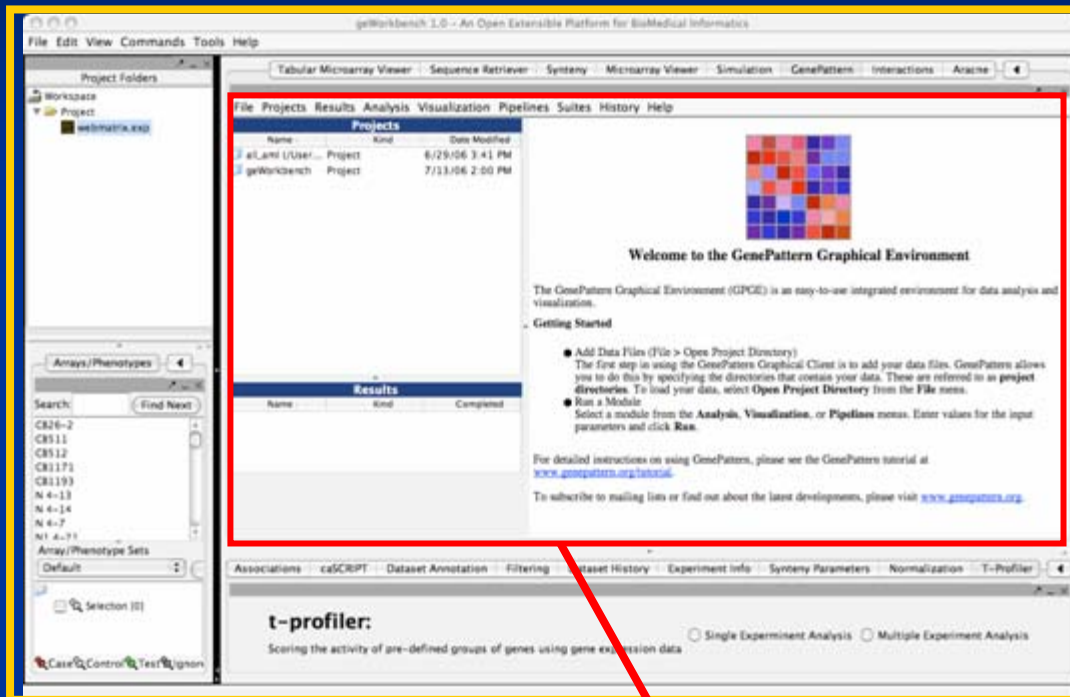 geWorkbench 1.0 - An Open Extensible Platform for BioMedical Informatics
File Edit View Commands Tools Help
Project Folders
Workspace
Project
webmatrix.exp
Tabular Microarray Viewer Sequence Retriever Synteny Microarray Viewer Simulation GenePattern Interactions Aracne
File Projects Results Analysis Visualization Pipelines Suites History Help
Projects
Name Kind Date Modified
all_aml (/User... Project 6/29/06 3:41 PM
geWorkbench Project 7/13/06 2:00 PM
Welcome to the GenePattern Graphical Environment
The GenePattern Graphical Environment (GPGE) is an easy-to-use integrated environment for data analysis and
visualization.
Getting Started
● Add Data Files (File > Open Project Directory)
The first step in using the GenePattern Graphical Client is to add your data files. GenePattern allows
you to do this by specifying the directories that contain your data. These are referred to as project
directories. To load your data, select Open Project Directory from the File menu.
● Run a Module
Select a module from the Analysis, Visualization, or Pipelines menus. Enter values for the input
parameters and click Run.
For detailed instructions on using GenePattern, please see the GenePattern tutorial at
www.genepattern.org/tutorial.
To subscribe to mailing lists or find out about the latest developments, please visit www.genepattern.org.
Results
Name Kind Completed
Arrays/Phenotypes
Search: Find Next
CB26-2
CB511
CB512
CB1171
CB1193
N 4-13
N 4-14
N 4-7
Array/Phenotype Sets
Default
Selection [0]
Case Control Test Ignor
Associations caSCRIPT Dataset Annotation Filtering Dataset History Experiment Info Synteny Parameters Normalization T-Profiler
t-profiler:
Scoring the activity of pre-defined groups of genes using gene expression data
Single Experminent Analysis Multiple Experiment Analysis